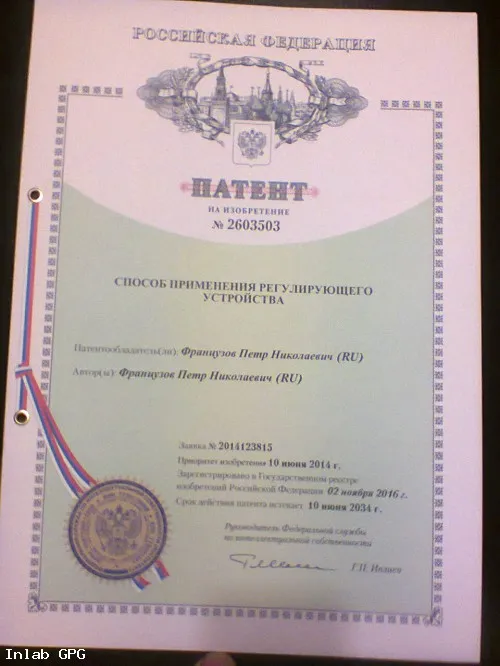 РОССИЙСКАЯ ФЕДЕРАЦИЯ
ПАТЕНТ
НА ИЗОБРЕТЕНИЕ
№ 2603503
СПОСОБ ПРИМЕНЕНИЯ РЕГУЛИРУЮЩЕГО
УСТРОЙСТВА
Патентообладатель(ли): Французов Петр Николаевич (RU)
Автор(ы): Французов Петр Николаевич (RU)
Заявка № 2014123815
Приоритет изобретения 10 июня 2014 г.
Зарегистрировано в Государственном реестре
изобретений Российской Федерации 02 ноября 2016 г.
Срок действия патента истекает 10 июня 2034 г.
Руководитель Федеральной службы
по интеллектуальной собственности
Г.П. Ивлиев
Inlab GPG